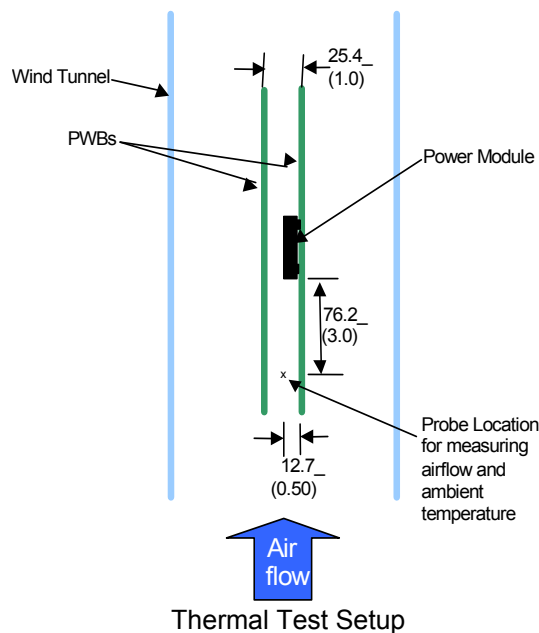 25.4_
(1.0)
Wind Tunnel
PWBs
Power Module
76.2_
(3.0)
x
Probe Location
for measuring
airflow and
ambient
temperature
12.7_
(0.50)
Air
flow
Thermal Test Setup